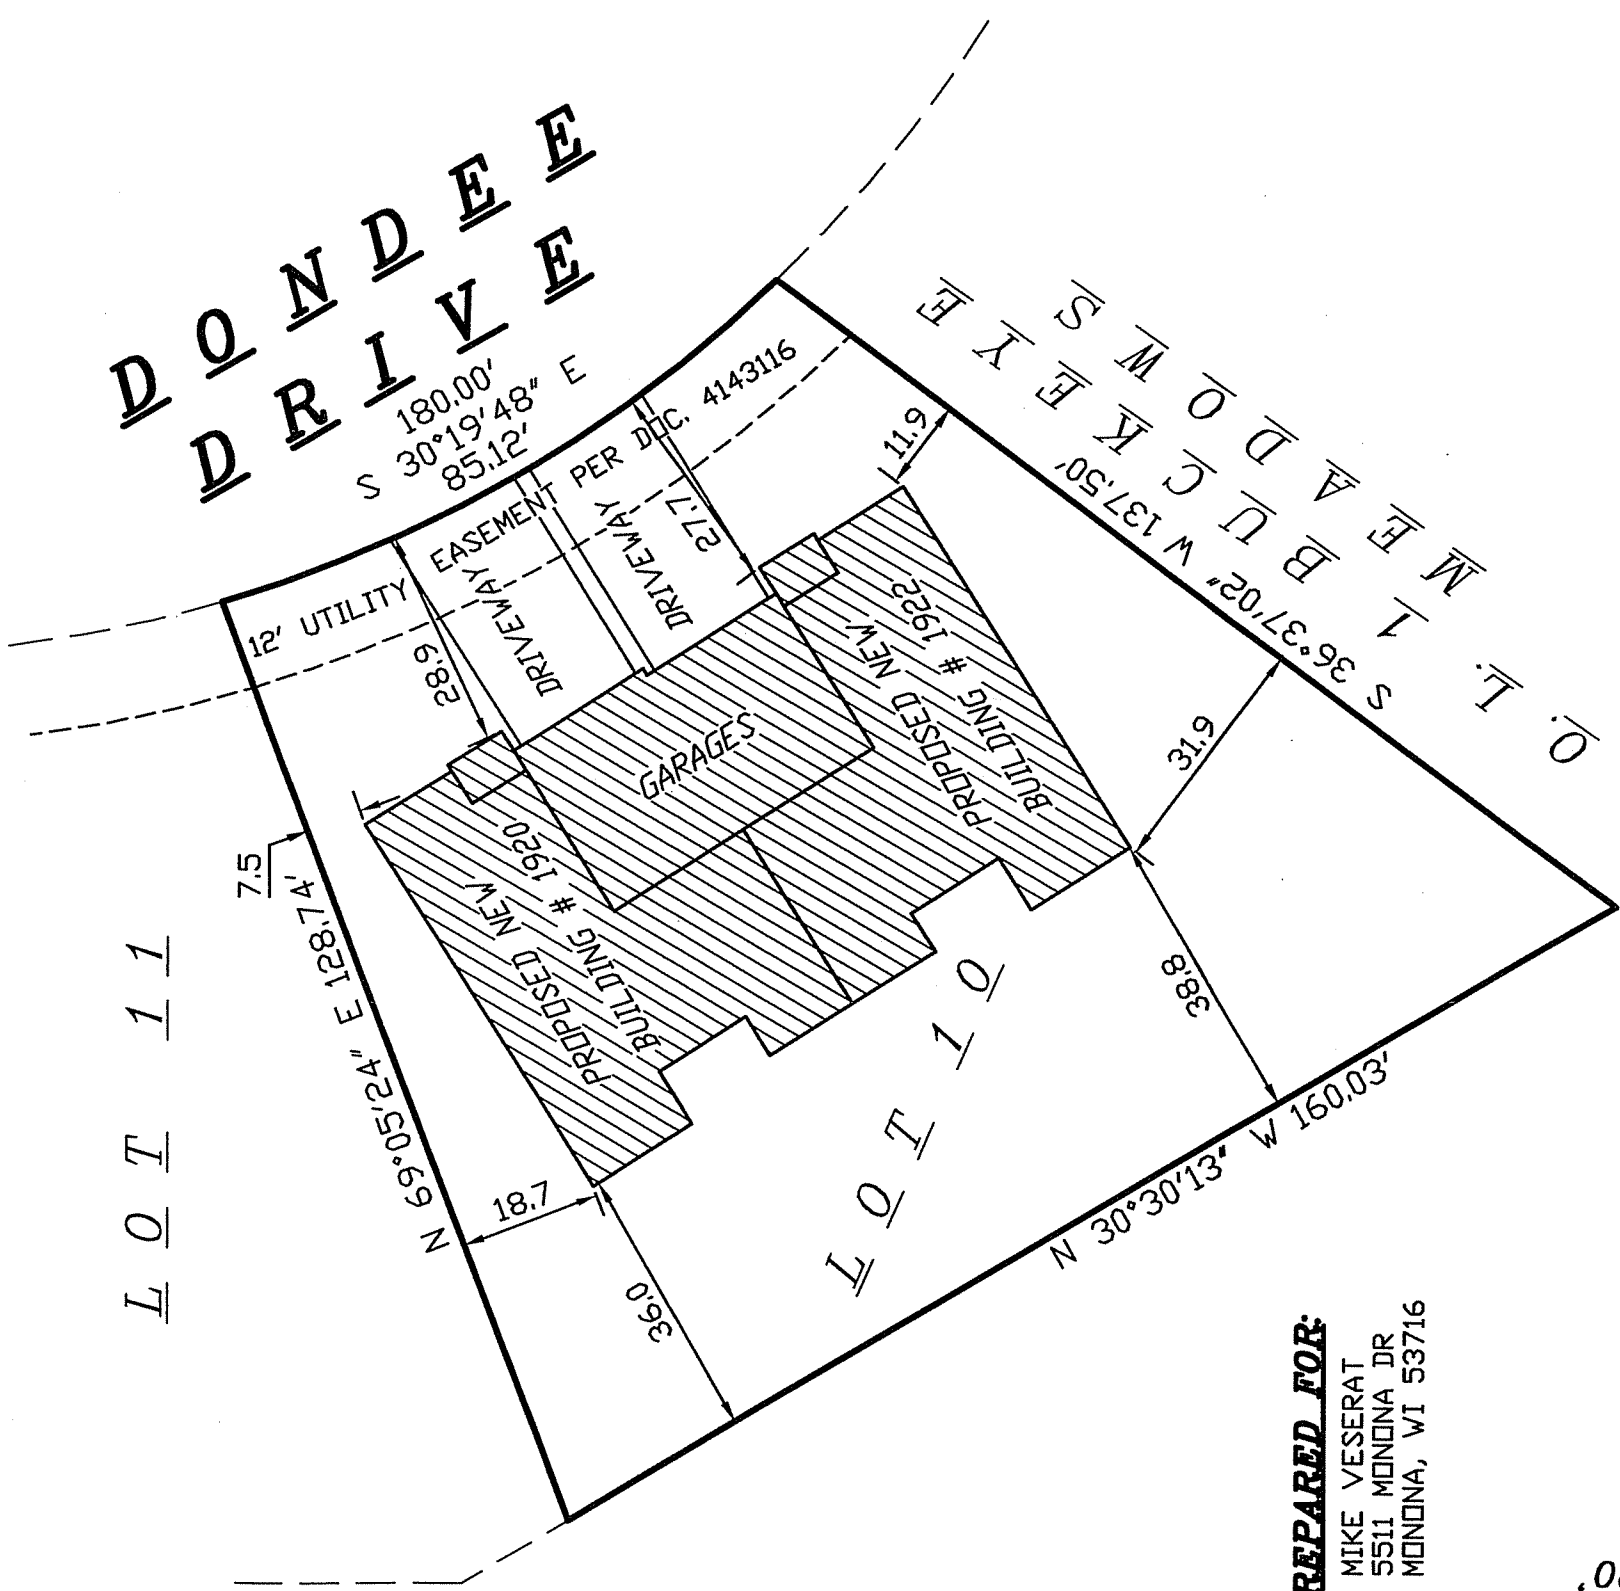 DONDEE
DRIVE
180.00'
S 30°19'48" E
85.12'
12' UTILITY EASEMENT PER DOC. 4143116
DRIVEWAY
DRIVEWAY
28.9
27.7
11.9
7.5
GARAGES
PROPOSED NEW
BUILDING # 1920
PROPOSED NEW
BUILDING # 1922
LOT 11
N 69°05'24" E 128.74'
S 36°37'02" W 137.50'
O. L. 1 BUCKEYE
MEADOWS
31.9
38.8
18.7
36.0
LOT 10
N 30°30'13" W 160.03'
REPARED FOR:
MIKE VESERAT
5511 MONONA DR
MONONA, WI 53716